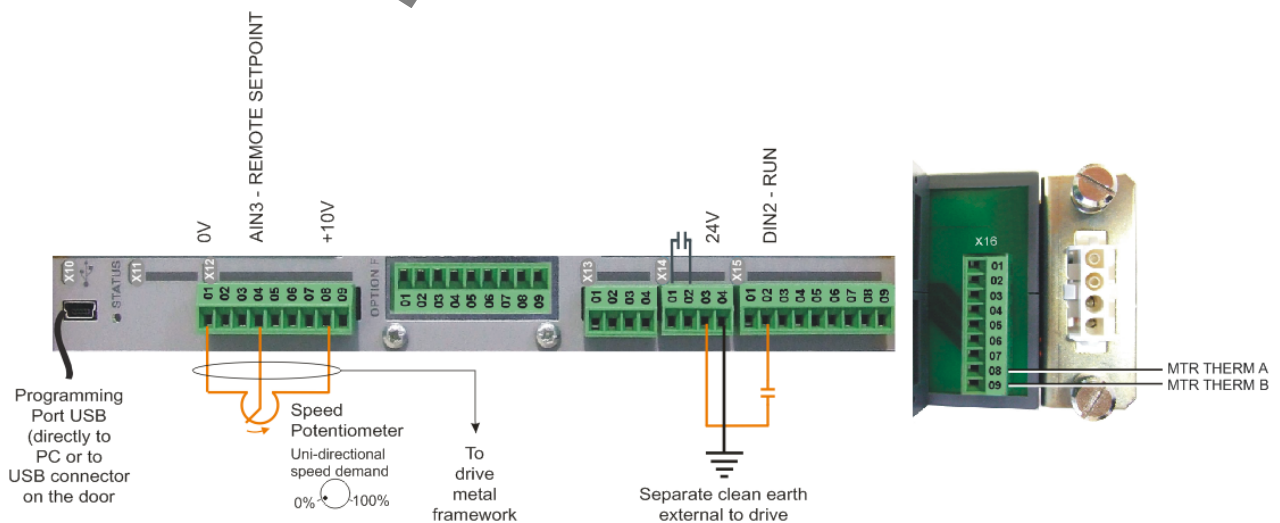 0V
AIN3 - REMOTE SETPOINT
+10V
24V
DIN2 - RUN
X10
STATUS
X11
X12
01 02 03 04 05 06 07 08 09
OPTION F
01 02 03 04 05 06 07 08 09
X13
01 02 03 04
X14
01 02 03 04
X15
01 02 03 04 05 06 07 08 09
X16
01
02
03
04
05
06
07
08
09
MTR THERM A
MTR THERM B
Programming
Port USB
(directly to
PC or to
USB connector
on the door
Speed
Potentiometer
Uni-directional
speed demand
0% 100%
To
drive
metal
framework
Separate clean earth
external to drive